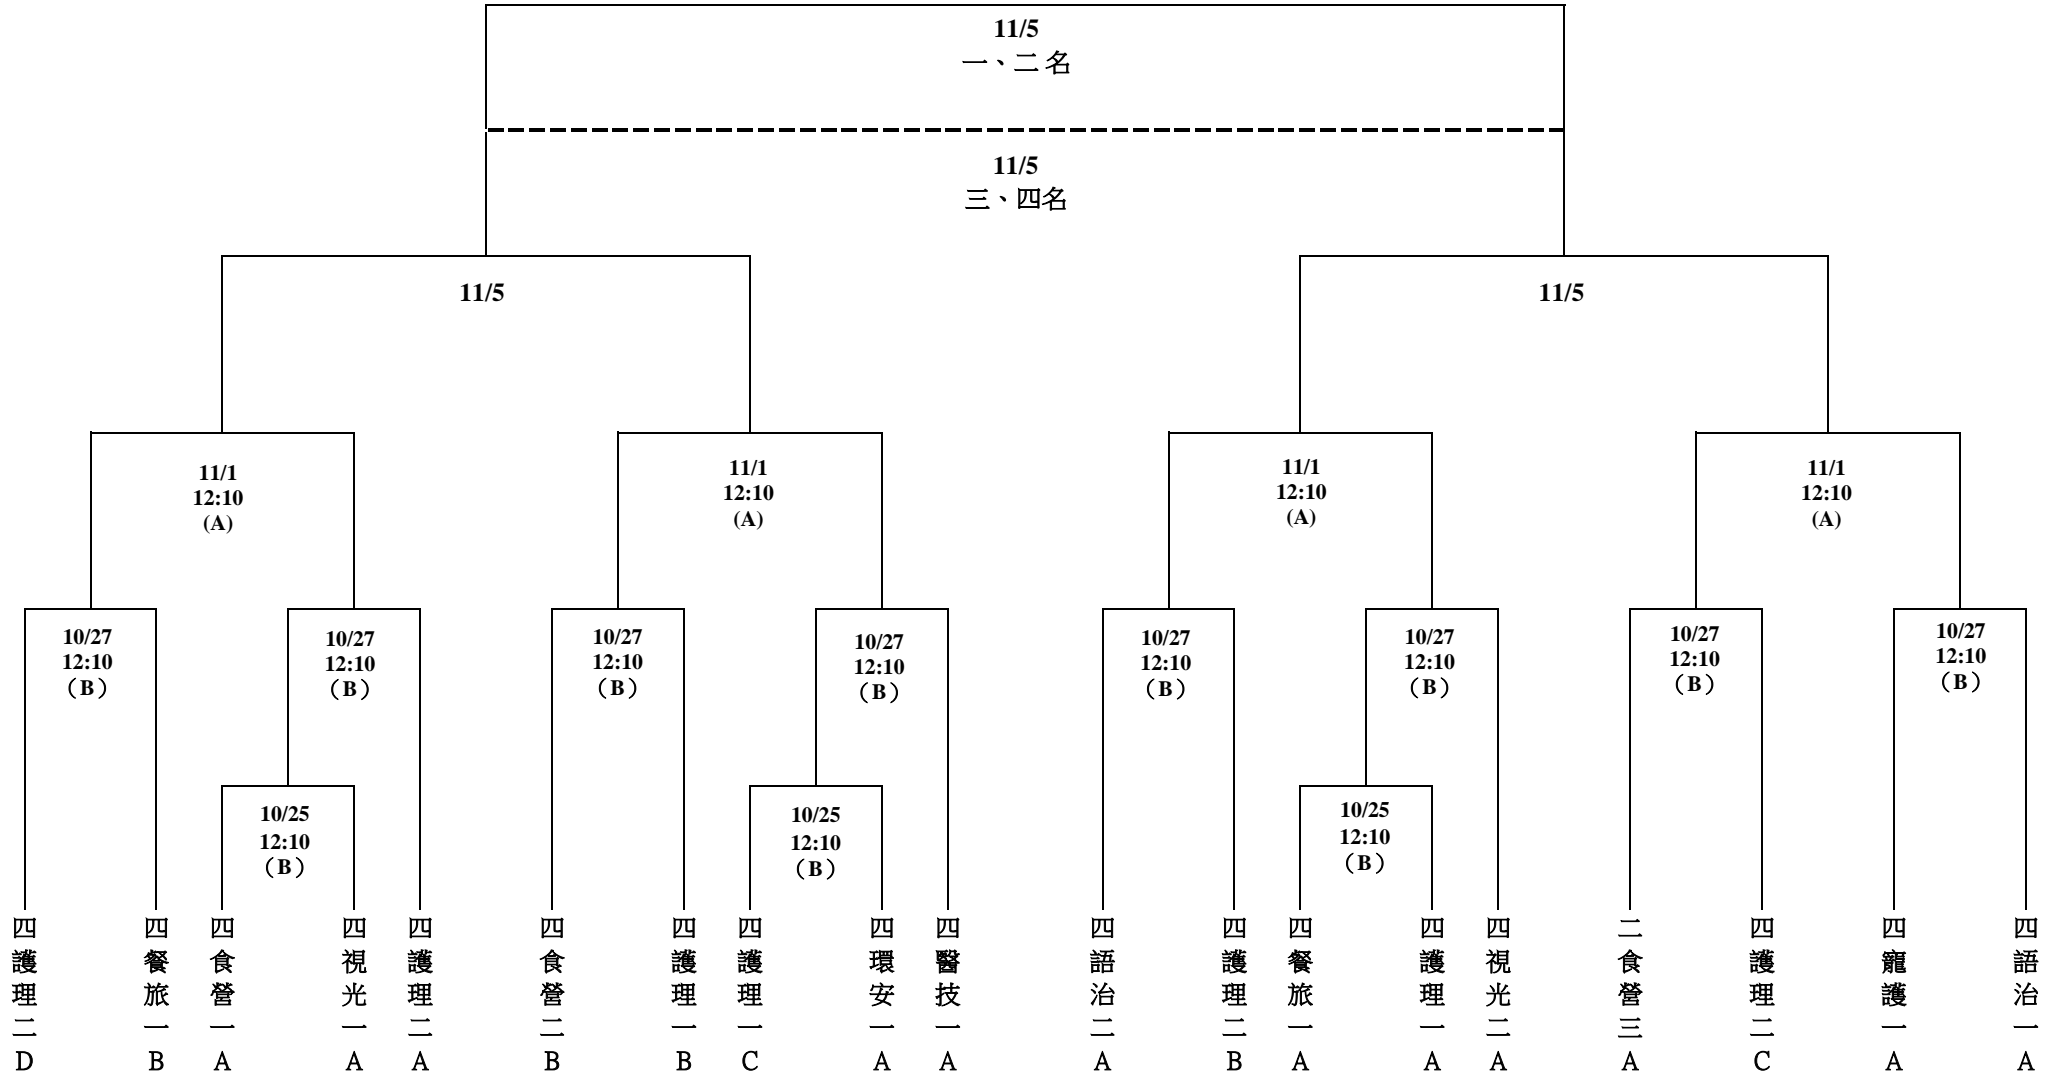 11/5
一、二 名
11/5
三、四名
11/5
11/5
11/1
12:10
(A)
11/1
12:10
(A)
11/1
12:10
(A)
11/1
12:10
(A)
10/27
12:10
（B）
10/27
12:10
（B）
10/27
12:10
（B）
10/27
12:10
（B）
10/27
12:10
（B）
10/27
12:10
（B）
10/27
12:10
（B）
10/27
12:10
（B）
10/25
12:10
（B）
10/25
12:10
（B）
10/25
12:10
（B）
四護理二D
四餐旅一B
四食營一A
四視光一A
四護理二A
四食營二B
四護理一B
四護理一C
四環安一A
四醫技一A
四語治二A
四護理二B
四餐旅一A
四護理一A
四視光二A
二食營三A
四護理二C
四寵護一A
四語治一A